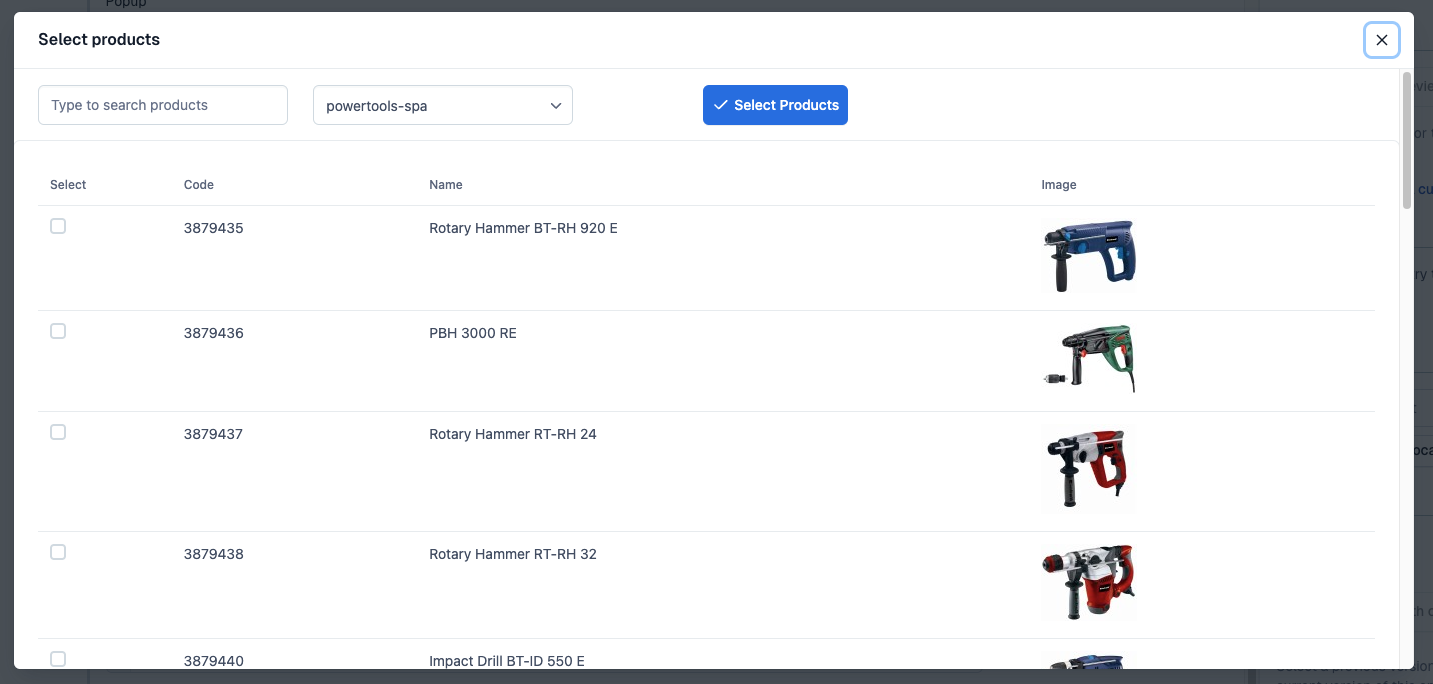 Popup
Select products
Type to search products
powertools-spa
Select Products
Select Code Name Image
3879435 Rotary Hammer BT-RH 920 E
3879436 PBH 3000 RE
3879437 Rotary Hammer RT-RH 24
3879438 Rotary Hammer RT-RH 32
3879440 Impact Drill BT-ID 550 E